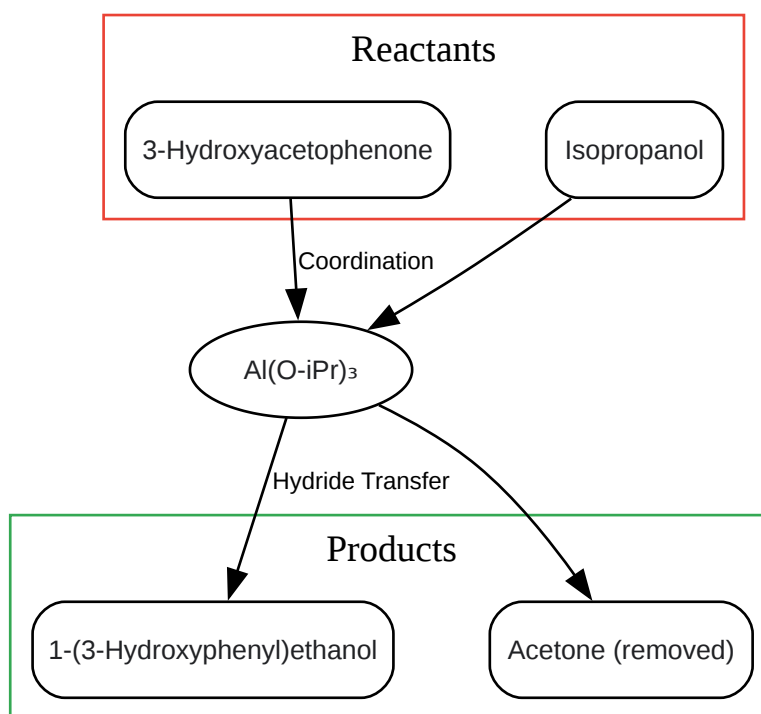 Reactants
3-Hydroxyacetophenone
Isopropanol
Coordination
Al(O-iPr)₃
Hydride Transfer
Products
1-(3-Hydroxyphenyl)ethanol
Acetone (removed)